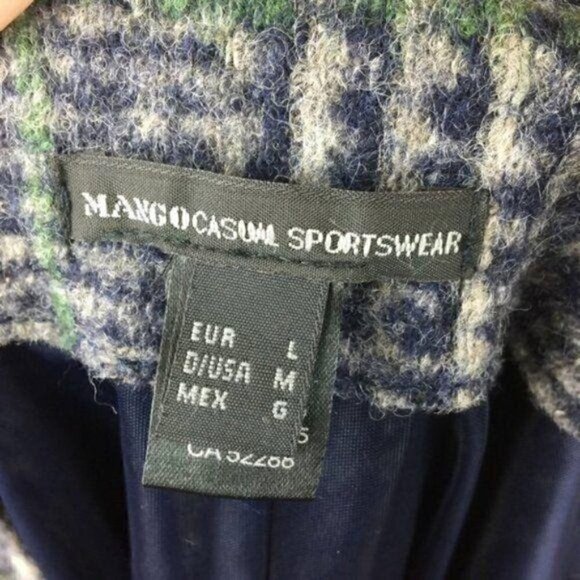 MANGO CASUAL SPORTSWEAR
EUR L
D/USA M
MEX G